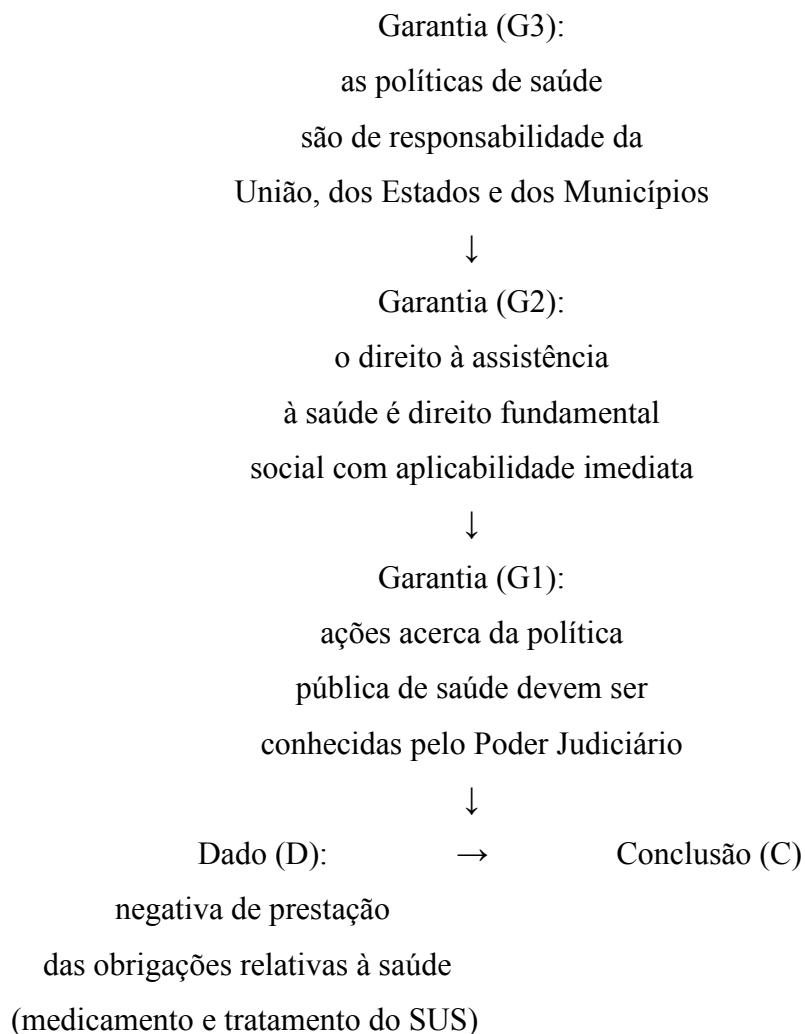 Garantia (G3):
as políticas de saúde
são de responsabilidade da
União, dos Estados e dos Municípios
↓
Garantia (G2):
o direito à assistência
à saúde é direito fundamental
social com aplicabilidade imediata
↓
Garantia (G1):
ações acerca da política
pública de saúde devem ser
conhecidas pelo Poder Judiciário
↓
Dado (D): → Conclusão (C)
negativa de prestação
das obrigações relativas à saúde
(medicamento e tratamento do SUS)